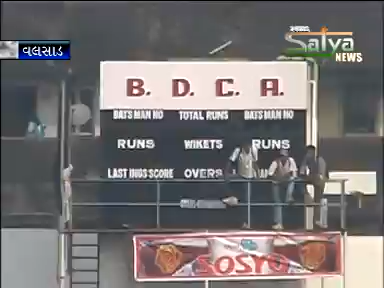 Satya
NEWS
વલસાડ
B. D. C. A.
BATS MAN NO TOTAL RUNS BATS MAN NO
RUNS WIKETS RUNS
LAST INGS SCORE OVERS
SOSYO